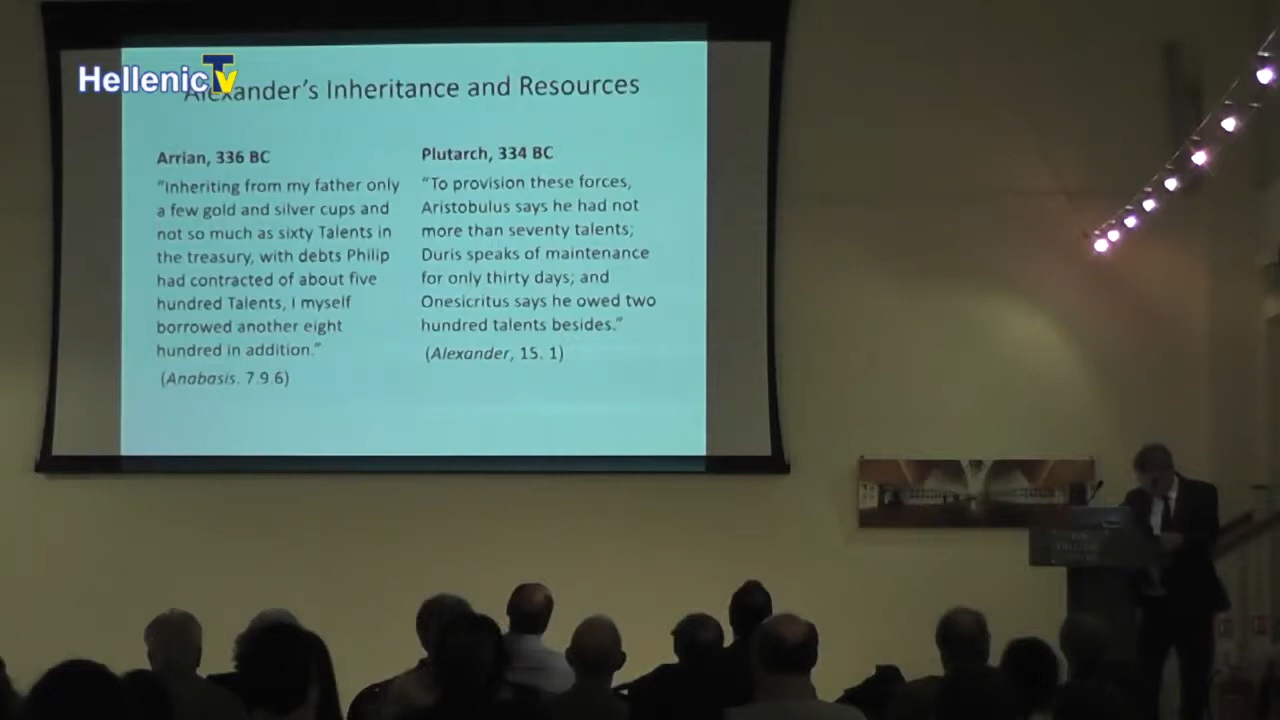 Hellenic Tv
Alexander's Inheritance and Resources
Arrian, 336 BC
"Inheriting from my father only
a few gold and silver cups and
not so much as sixty Talents in
the treasury, with debts Philip
had contracted of about five
hundred Talents, I myself
borrowed another eight
hundred in addition."
(Anabasis. 7.9.6)
Plutarch, 334 BC
"To provision these forces,
Aristobulus says he had not
more than seventy talents;
Duris speaks of maintenance
for only thirty days; and
Onesicritus says he owed two
hundred talents besides."
(Alexander, 15. 1)